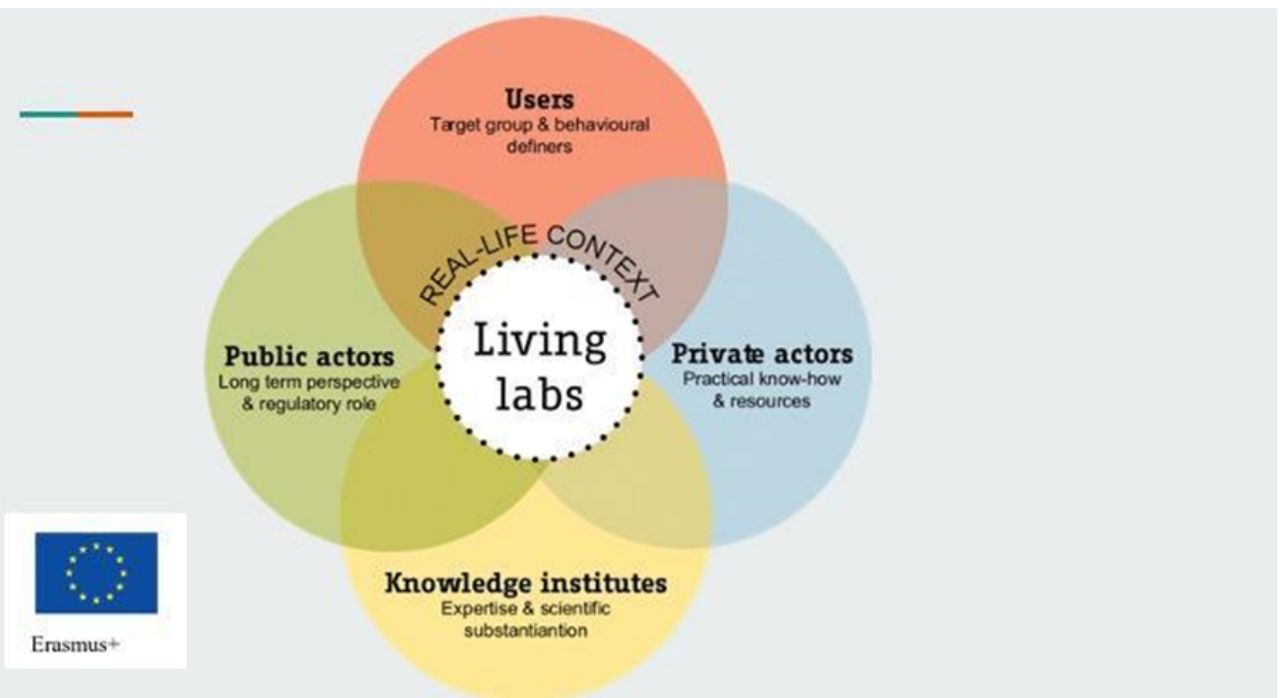 Users
Target group & behavioural
definers
REAL-LIFE CONTEXT
Living
labs
Public actors
Long term perspective
& regulatory role
Private actors
Practical know-how
& resources
Knowledge institutes
Expertise & scientific
substantiantion
Erasmus+